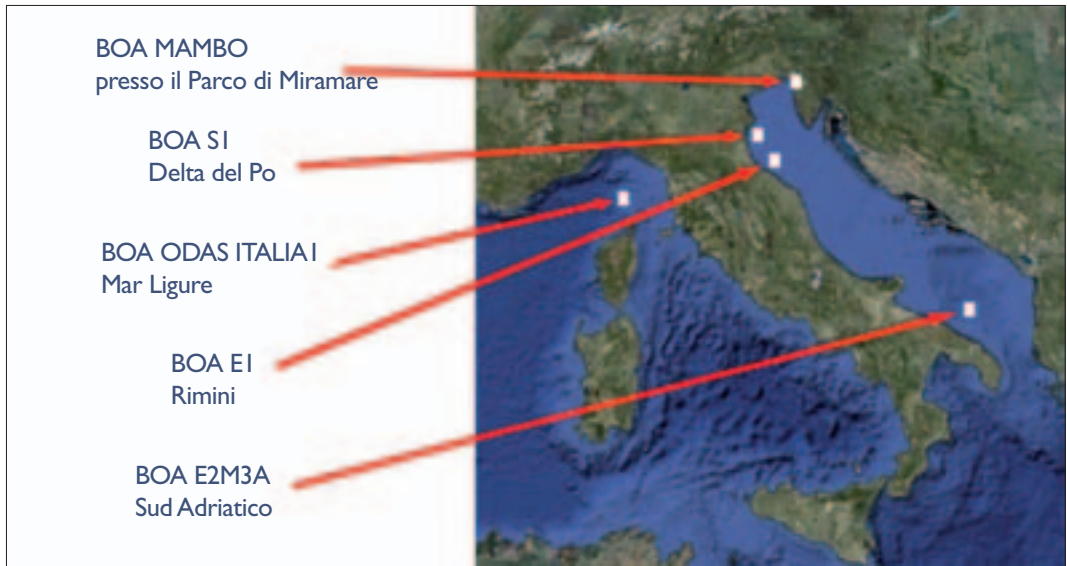 BOA MAMBO
presso il Parco di Miramare
BOA S1
Delta del Po
BOA ODAS ITALIA1
Mar Ligure
BOA E1
Rimini
BOA E2M3A
Sud Adriatico